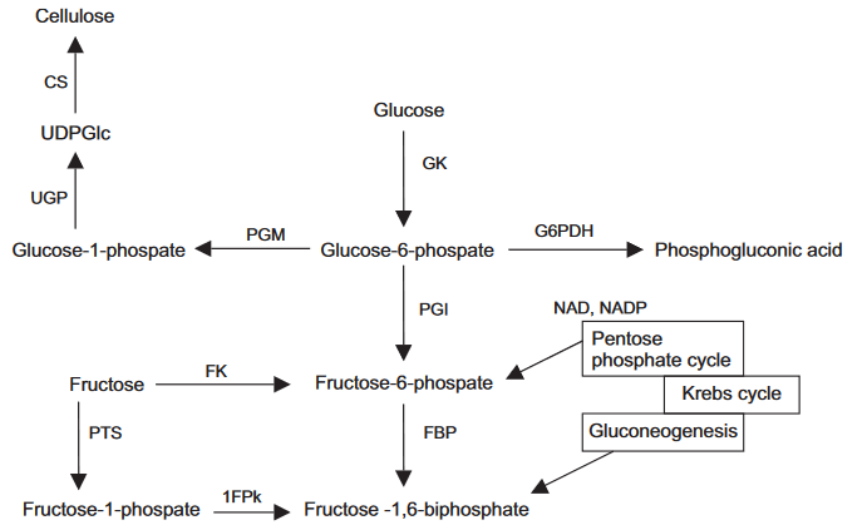 Cellulose
CS
UDPGlc
UGP
Glucose
GK
Glucose-1-phospate
PGM
Glucose-6-phospate
G6PDH
Phosphogluconic acid
PGI
NAD, NADP
Pentose
phosphate cycle
Krebs cycle
Gluconeogenesis
Fructose
FK
Fructose-6-phospate
PTS
FBP
Fructose-1-phospate
1FPk
Fructose -1,6-biphosphate